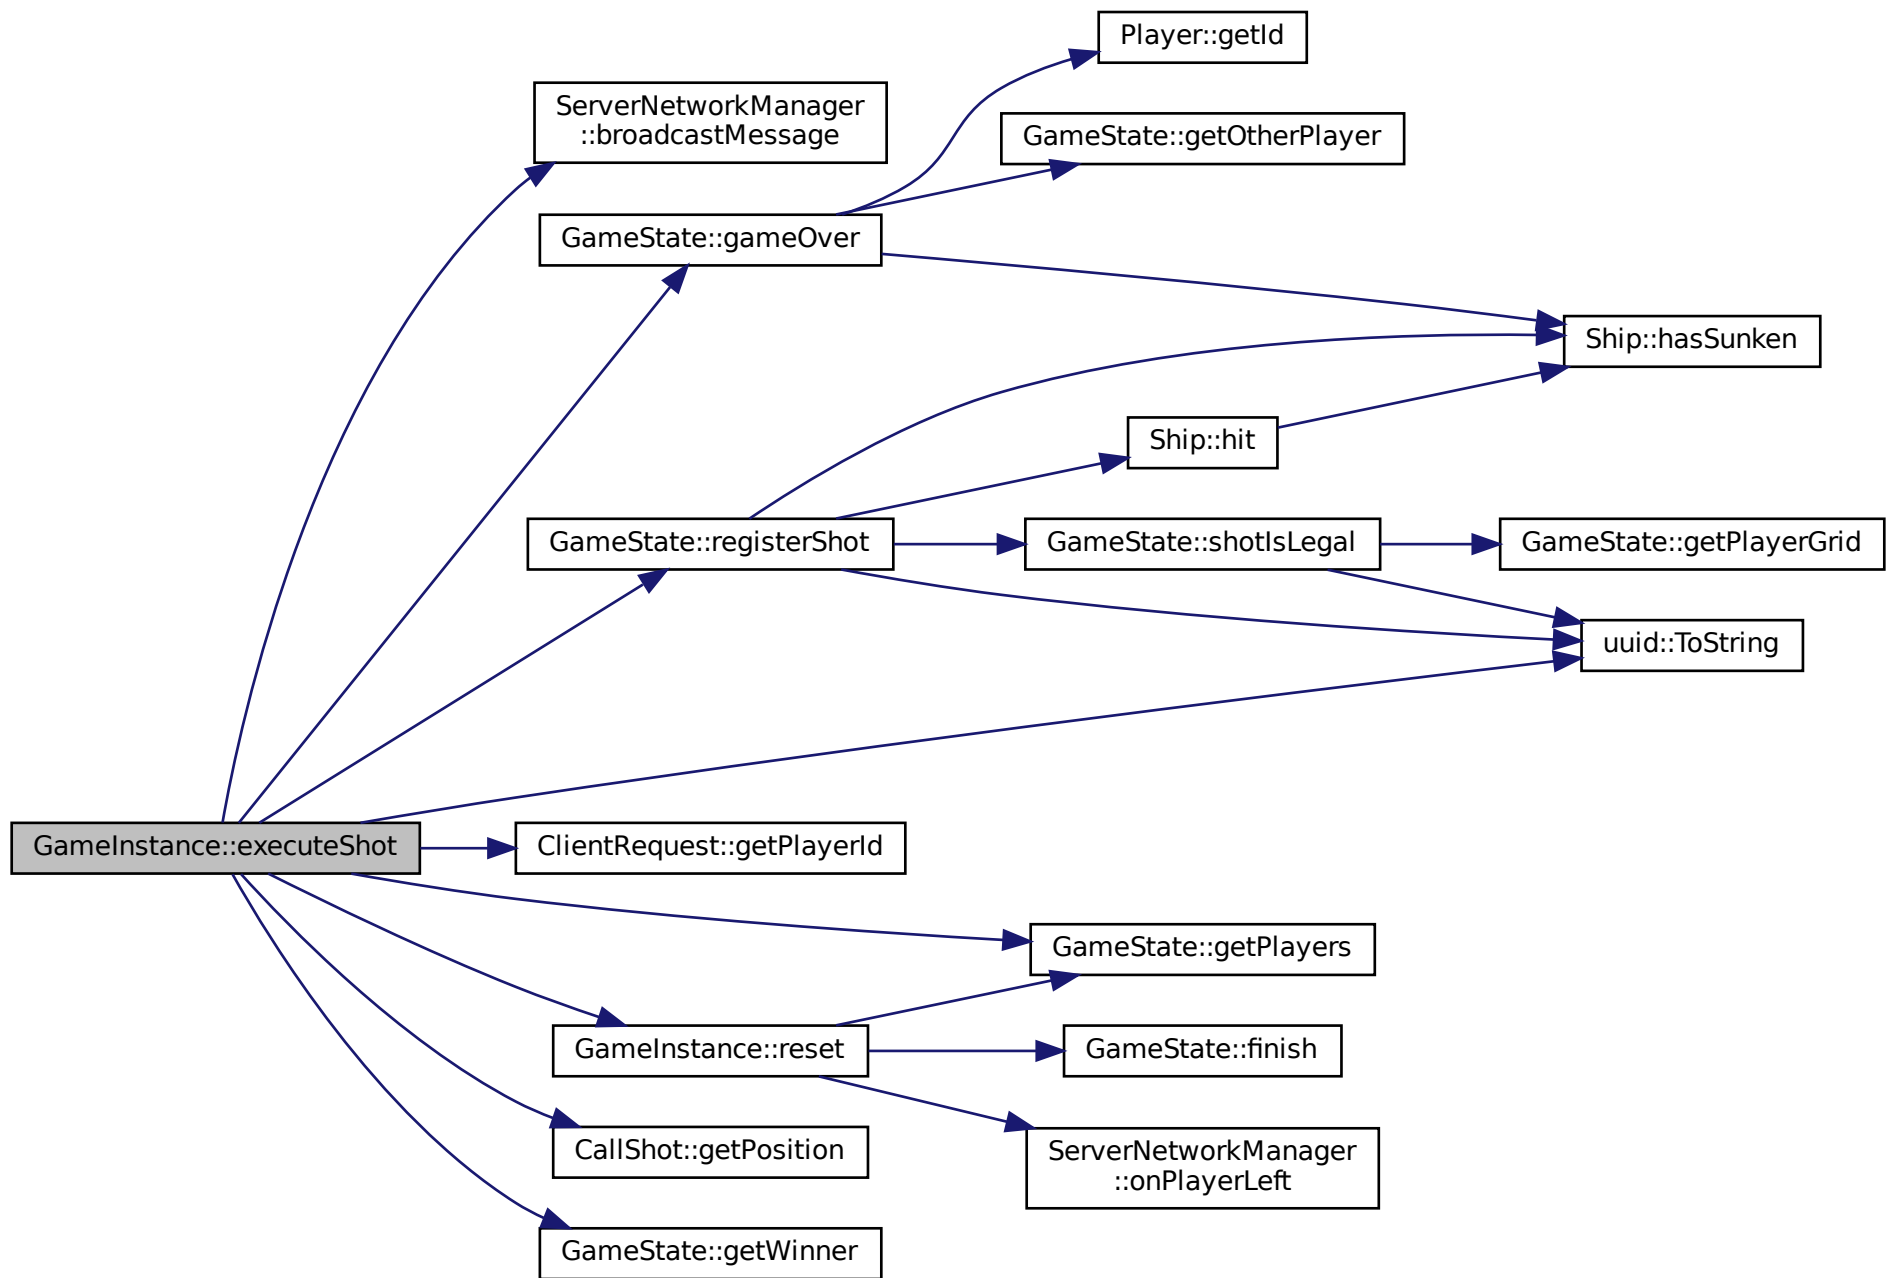 Player::getId
ServerNetworkManager
::broadcastMessage
GameState::getOtherPlayer
GameState::gameOver
Ship::hasSunken
Ship::hit
GameState::registerShot
GameState::shotIsLegal
GameState::getPlayerGrid
uuid::ToString
GameInstance::executeShot
ClientRequest::getPlayerId
GameState::getPlayers
GameInstance::reset
GameState::finish
CallShot::getPosition
ServerNetworkManager
::onPlayerLeft
GameState::getWinner